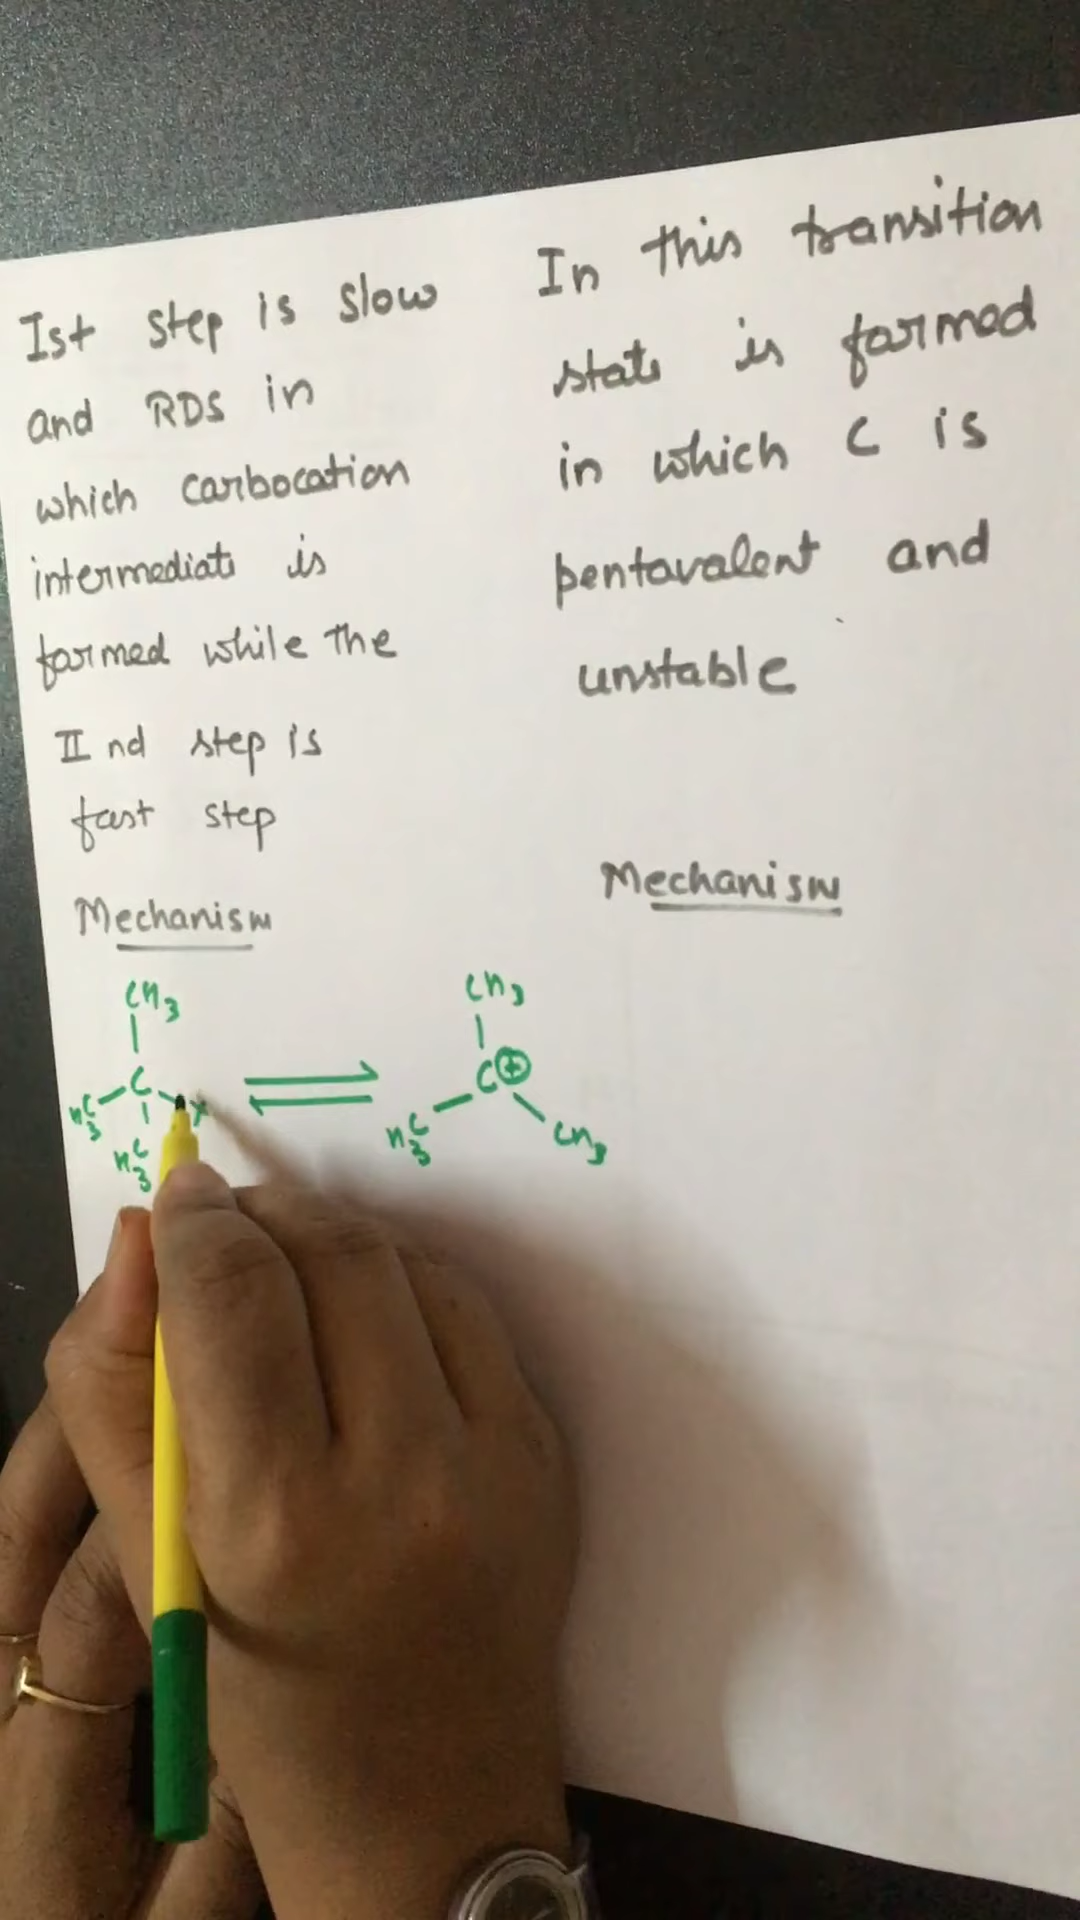 Ist step is slow
and RDS in
which carbocation
intermediate is
formed while the
II nd step is
fast step
Mechanism
CH3
C
H3C
X
H3C
CH3
C⊕
H3C
CH3
In this transition
state is formed
in which C is
pentavalent and
unstable
Mechanism